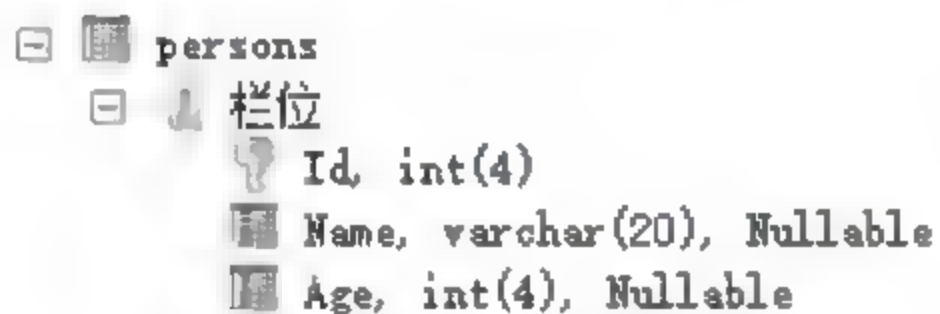 persons
栏位
Id, int(4)
Name, varchar(20), Nullable
Age, int(4), Nullable